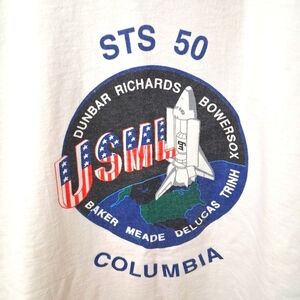 STS 50
DUNBAR RICHARDS BOWERSOX
USML
BAKER MEADE DELUCAS TRINH
COLUMBIA